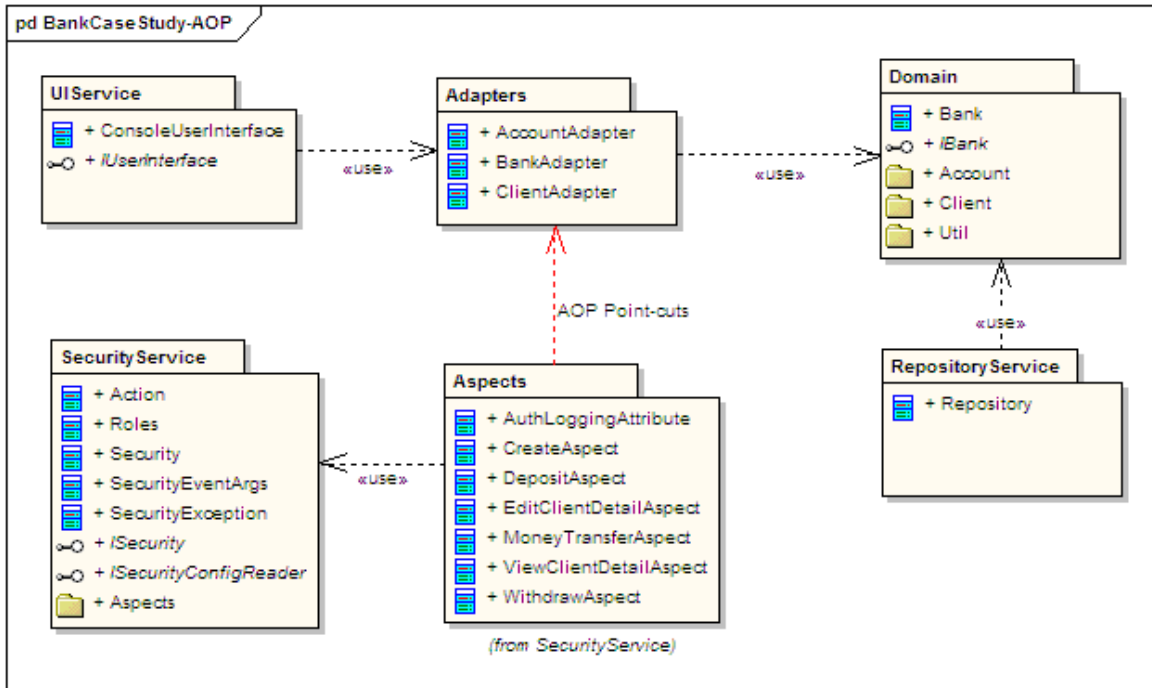 pd BankCaseStudy-AOP
UIService
+ ConsoleUserInterface
+ IUserInterface
«use»
Adapters
+ AccountAdapter
+ BankAdapter
+ ClientAdapter
«use»
Domain
+ Bank
+ IBank
+ Account
+ Client
+ Util
AOP Point-cuts
«use»
SecurityService
+ Action
+ Roles
+ Security
+ SecurityEventArgs
+ SecurityException
+ ISecurity
+ ISecurityConfigReader
+ Aspects
«use»
Aspects
+ AuthLoggingAttribute
+ CreateAspect
+ DepositAspect
+ EditClientDetailAspect
+ MoneyTransferAspect
+ ViewClientDetailAspect
+ WithdrawAspect
(from SecurityService)
RepositoryService
+ Repository